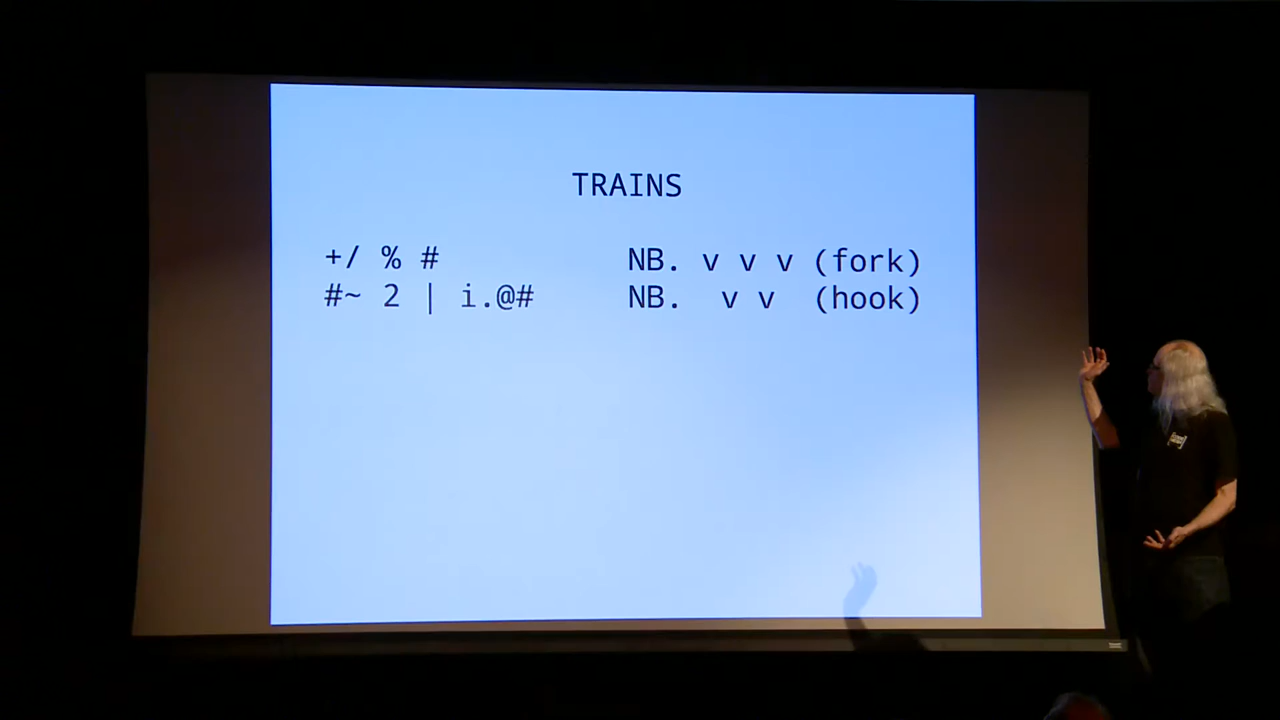 TRAINS
+/ % # NB. v v v (fork)
#~ 2 | i.@# NB. v v (hook)